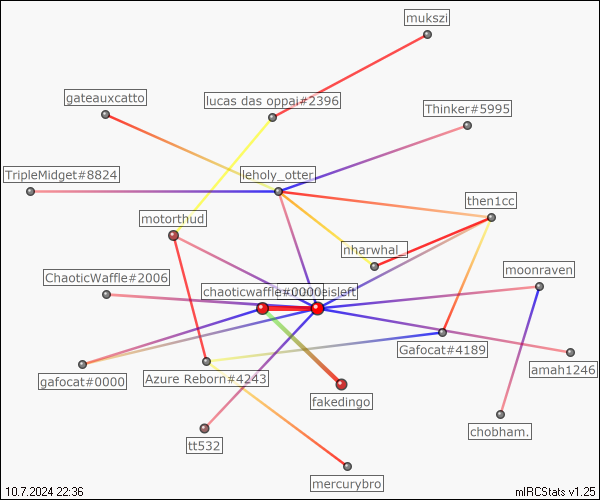 mukszi
gateauxcatto
lucas das oppai#2396
Thinker#5995
TripleMidget#8824
leholy_otter
then1cc
motorthud
nharwhal_
ChaoticWaffle#2006
moonraven
chaoticwaffle#0000
eisleft
Gafocat#4189
gafocat#0000
Azure Reborn#4243
amah1246
fakedingo
chobham.
tt532
mercurybro
10.7.2024 22:36
mIRCStats v1.25